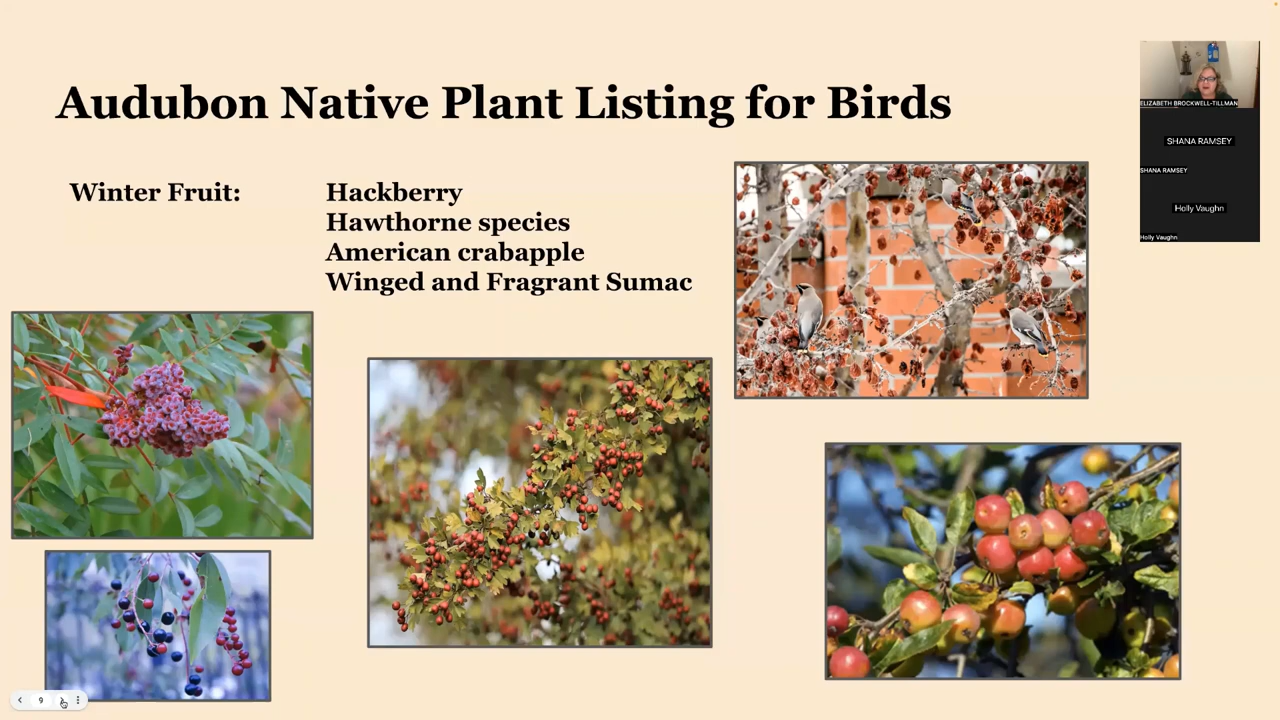 Audubon Native Plant Listing for Birds
Winter Fruit:
Hackberry
Hawthorne species
American crabapple
Winged and Fragrant Sumac
ELIZABETH BROCKWELL-TILLMAN
SHANA RAMSEY
SHANA RAMSEY
Holly Vaughn
Holly Vaughn
9